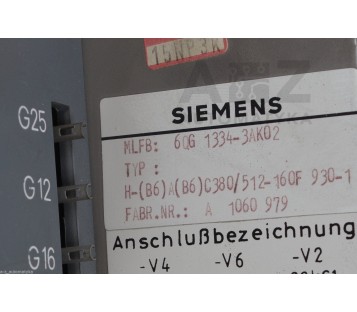 SIEMENS
MLFB: 6QG 1334-3AK02
TYP:
H-(B6)A(B6)C380/512-160F 930-1
FABR.NR.: A 1060 979
Anschlußbezeichnung
-V4 -V6 -V2
G25
G12
G16